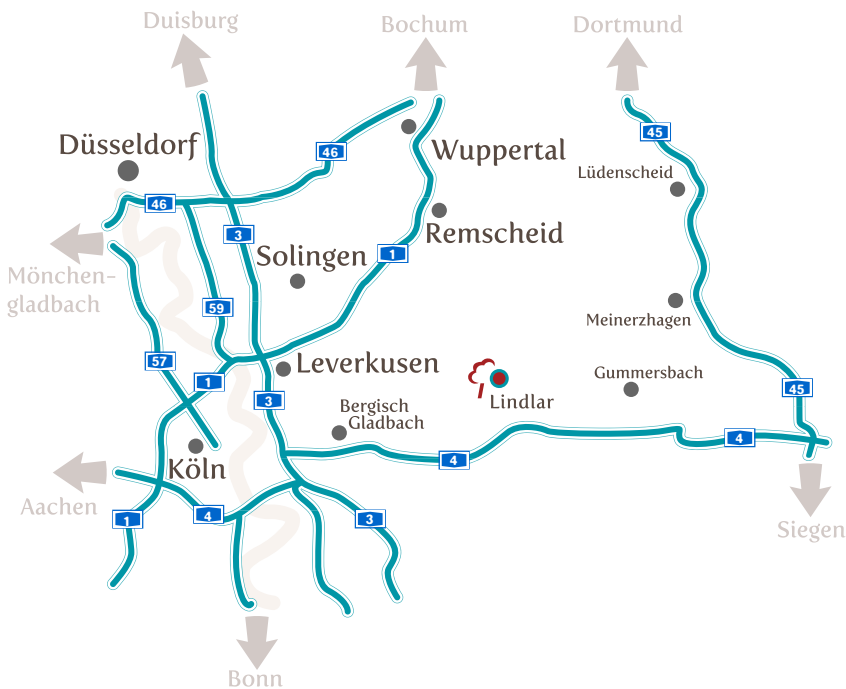 Duisburg
Bochum
Dortmund
45
Düsseldorf
46
Wuppertal
Lüdenscheid
46
3
Remscheid
Solingen
1
Mönchen-
gladbach
59
Meinerzhagen
57
Leverkusen
1
Gummersbach
45
3
Lindlar
Bergisch
Gladbach
4
4
Köln
Aachen
1
4
3
Siegen
Bonn